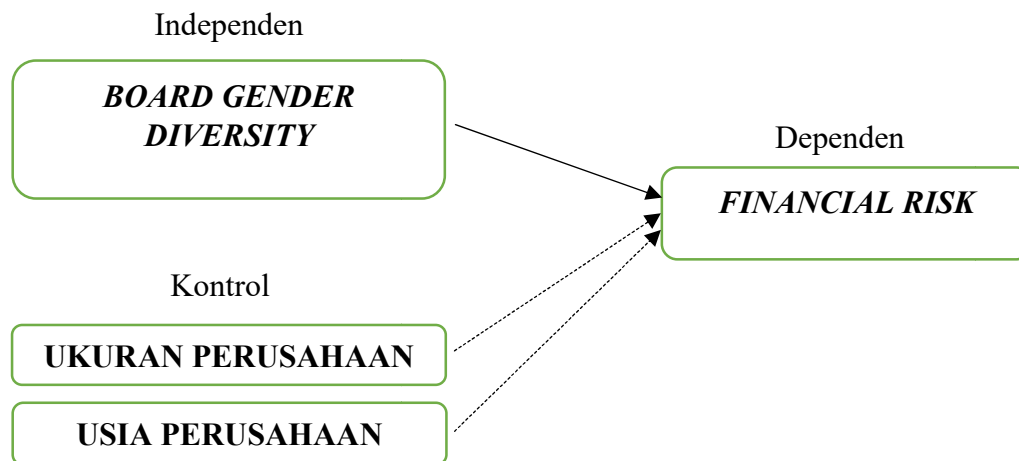 Independen
BOARD GENDER
DIVERSITY
Dependen
FINANCIAL RISK
Kontrol
UKURAN PERUSAHAAN
USIA PERUSAHAAN